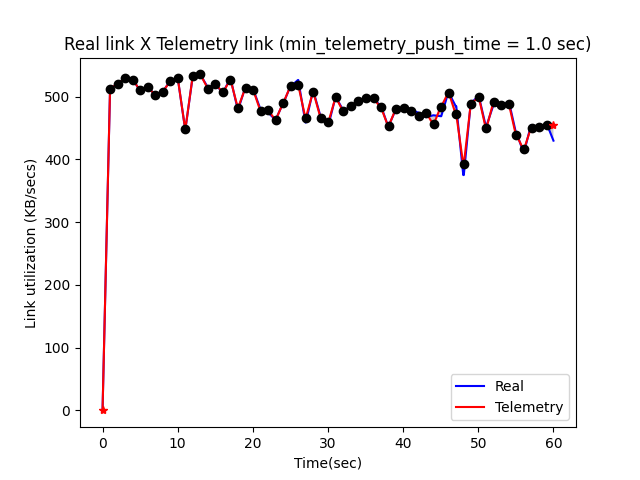 Real link X Telemetry link (min_telemetry_push_time = 1.0 sec)
500
400
300
200
100
0
Link utilization (KB/secs)
0 10 20 30 40 50 60
Time(sec)
Real
Telemetry